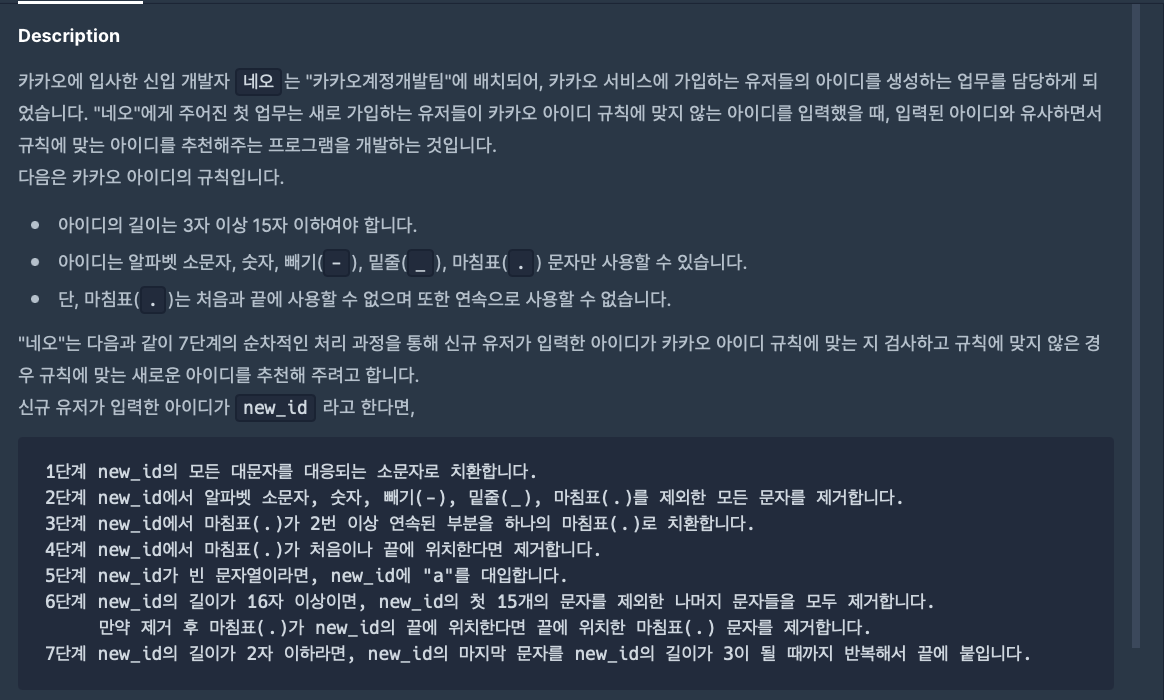 Description
카카오에 입사한 신입 개발자 네오 는 "카카오계정개발팀"에 배치되어, 카카오 서비스에 가입하는 유저들의 아이디를 생성하는 업무를 담당하게 되
었습니다. "네오"에게 주어진 첫 업무는 새로 가입하는 유저들이 카카오 아이디 규칙에 맞지 않는 아이디를 입력했을 때, 입력된 아이디와 유사하면서
규칙에 맞는 아이디를 추천해주는 프로그램을 개발하는 것입니다.
다음은 카카오 아이디의 규칙입니다.
• 아이디의 길이는 3자 이상 15자 이하여야 합니다.
• 아이디는 알파벳 소문자, 숫자, 빼기( - ), 밑줄( _ ), 마침표( . ) 문자만 사용할 수 있습니다.
• 단, 마침표( . )는 처음과 끝에 사용할 수 없으며 또한 연속으로 사용할 수 없습니다.
"네오"는 다음과 같이 7단계의 순차적인 처리 과정을 통해 신규 유저가 입력한 아이디가 카카오 아이디 규칙에 맞는 지 검사하고 규칙에 맞지 않은 경
우 규칙에 맞는 새로운 아이디를 추천해 주려고 합니다.
신규 유저가 입력한 아이디가 new_id 라고 한다면,
1단계 new_id의 모든 대문자를 대응되는 소문자로 치환합니다.
2단계 new_id에서 알파벳 소문자, 숫자, 빼기(-), 밑줄(_), 마침표(.)를 제외한 모든 문자를 제거합니다.
3단계 new_id에서 마침표(.)가 2번 이상 연속된 부분을 하나의 마침표(.)로 치환합니다.
4단계 new_id에서 마침표(.)가 처음이나 끝에 위치한다면 제거합니다.
5단계 new_id가 빈 문자열이라면, new_id에 "a"를 대입합니다.
6단계 new_id의 길이가 16자 이상이면, new_id의 첫 15개의 문자를 제외한 나머지 문자들을 모두 제거합니다.
만약 제거 후 마침표(.)가 new_id의 끝에 위치한다면 끝에 위치한 마침표(.) 문자를 제거합니다.
7단계 new_id의 길이가 2자 이하라면, new_id의 마지막 문자를 new_id의 길이가 3이 될 때까지 반복해서 끝에 붙입니다.